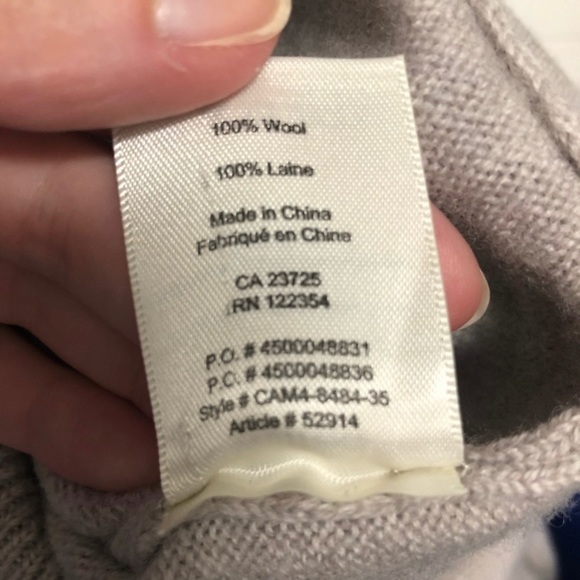 100% Wool
100% Laine
Made in China
Fabriqué en Chine
CA 23725
RN 122354
P.O. # 4500048831
P.O. # 4500048836
Style # CAM4-8484-35
Article # 52914